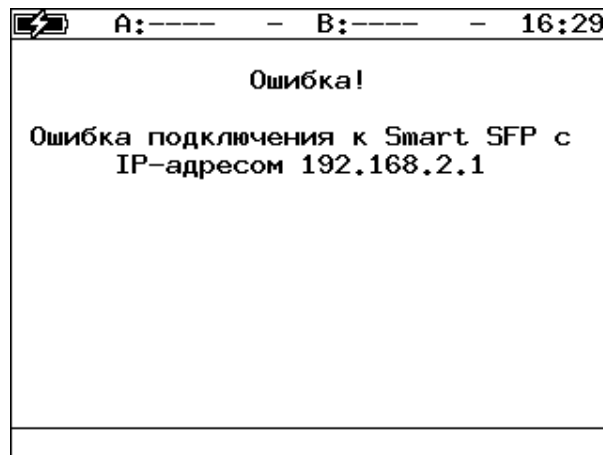 A:---- - B:---- - 16:29
Ошибка!
Ошибка подключения к Smart SFP с
IP-адресом 192.168.2.1